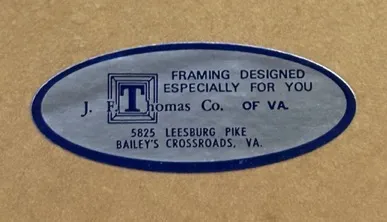 FRAMING DESIGNED
ESPECIALLY FOR YOU
J. F. Thomas Co. OF VA.
5825 LEESBURG PIKE
BAILEY'S CROSSROADS, VA.